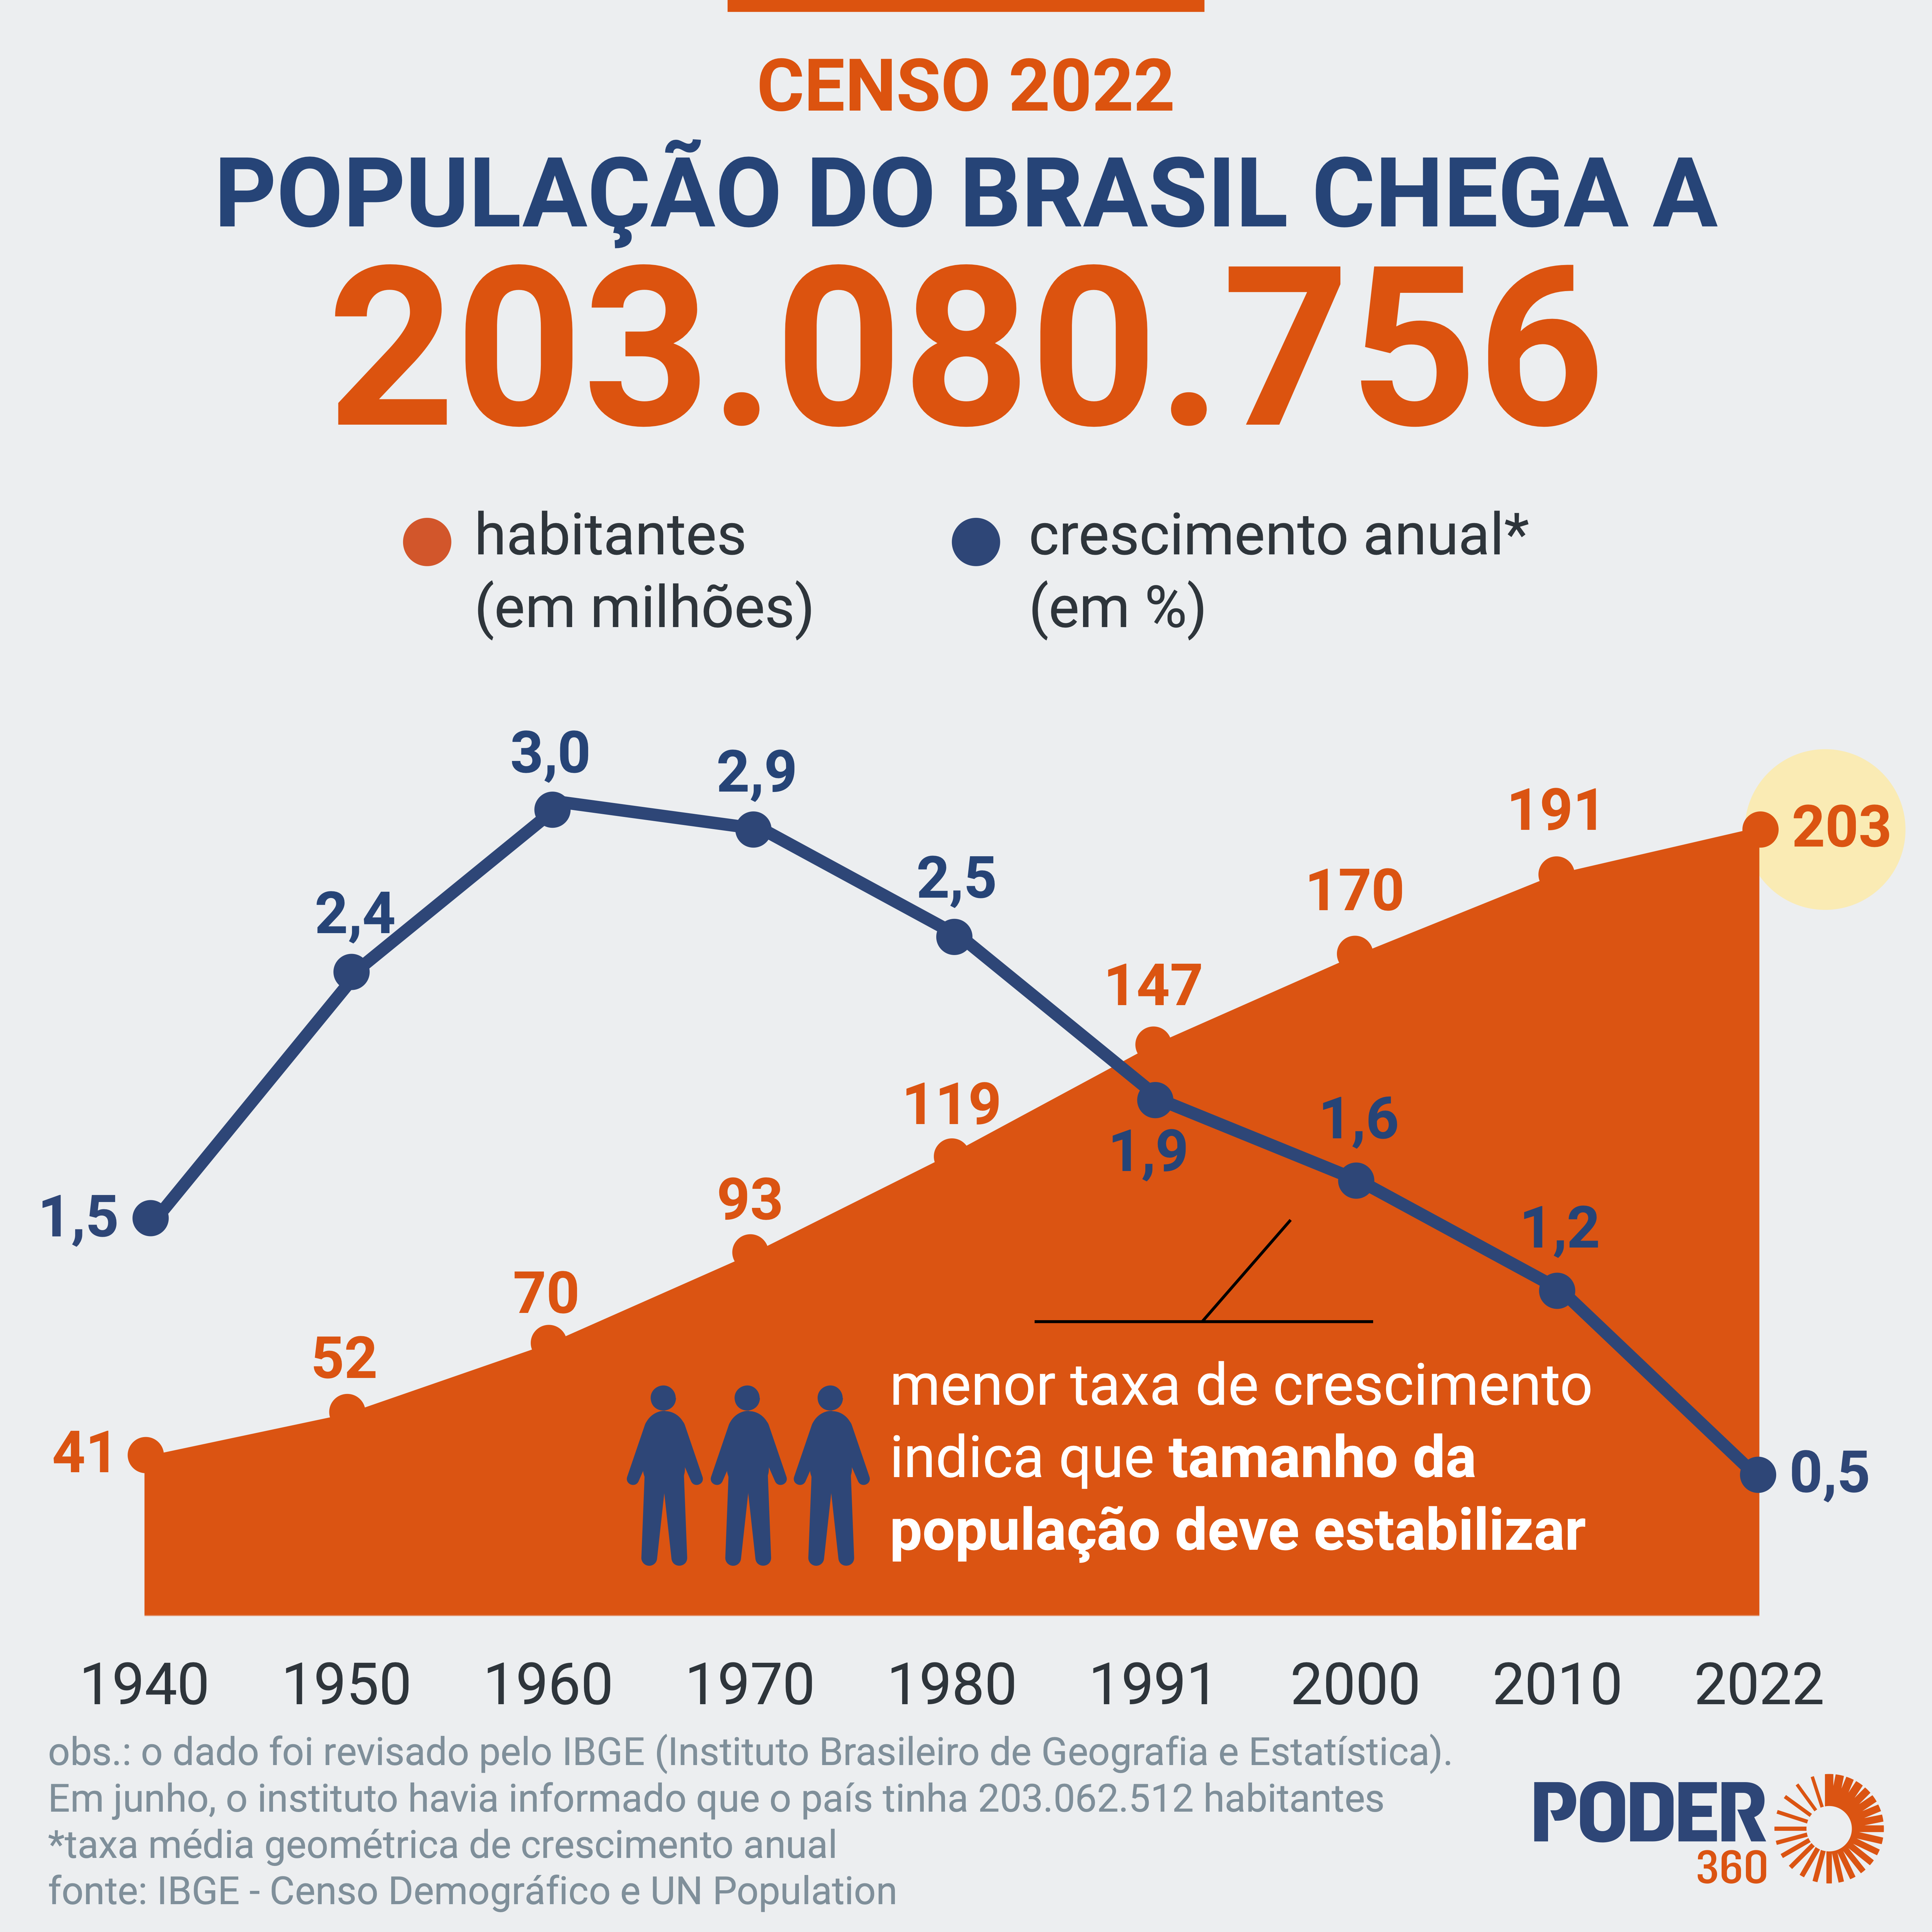 CENSO 2022
POPULAÇÃO DO BRASIL CHEGA A
203.080.756
habitantes
(em milhões)
crescimento anual*
(em %)
3,0
2,9
2,4
2,5
191
203
170
147
119
1,9
1,6
1,5
93
1,2
70
52
41
0,5
menor taxa de crescimento
indica que tamanho da
população deve estabilizar
1940 1950 1960 1970 1980 1991 2000 2010 2022
obs.: o dado foi revisado pelo IBGE (Instituto Brasileiro de Geografia e Estatística).
Em junho, o instituto havia informado que o país tinha 203.062.512 habitantes
*taxa média geométrica de crescimento anual
fonte: IBGE - Censo Demográfico e UN Population
PODER
360